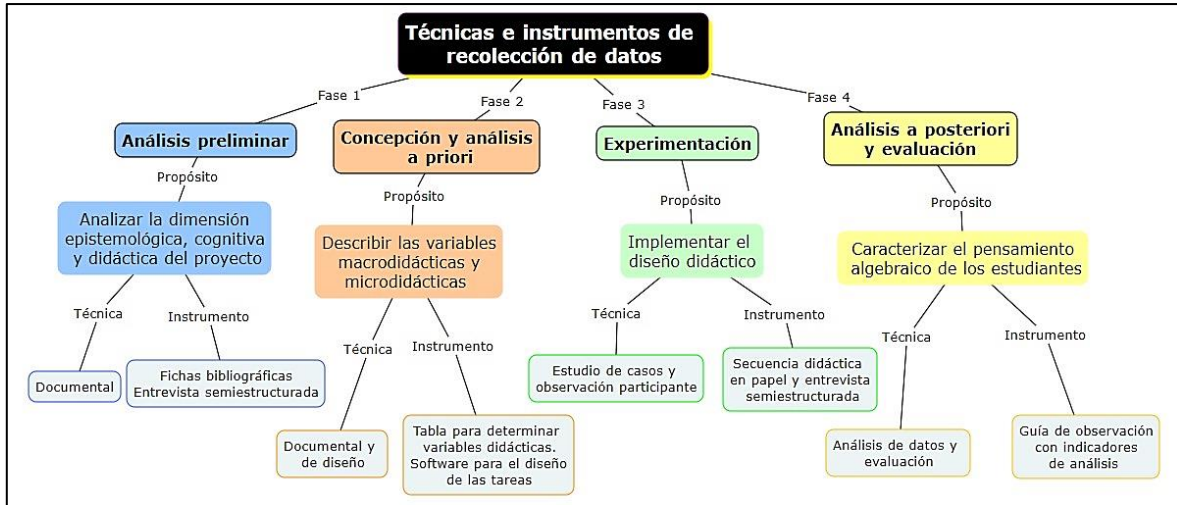 Técnicas e instrumentos de
recolección de datos
Fase 1
Fase 2
Fase 3
Fase 4
Análisis preliminar
Propósito
Analizar la dimensión
epistemológica, cognitiva
y didáctica del proyecto
Técnica
Instrumento
Documental
Fichas bibliográficas
Entrevista semiestructurada
Concepción y análisis
a priori
Propósito
Describir las variables
macrodidácticas y
microdidácticas
Técnica
Instrumento
Documental y
de diseño
Tabla para determinar
variables didácticas.
Software para el diseño
de las tareas
Experimentación
Propósito
Implementar el
diseño didáctico
Técnica
Instrumento
Estudio de casos y
observación participante
Secuencia didáctica
en papel y entrevista
semiestructurada
Análisis a posteriori
y evaluación
Propósito
Caracterizar el pensamiento
algebraico de los estudiantes
Técnica
Instrumento
Análisis de datos y
evaluación
Guía de observación
con indicadores
de análisis